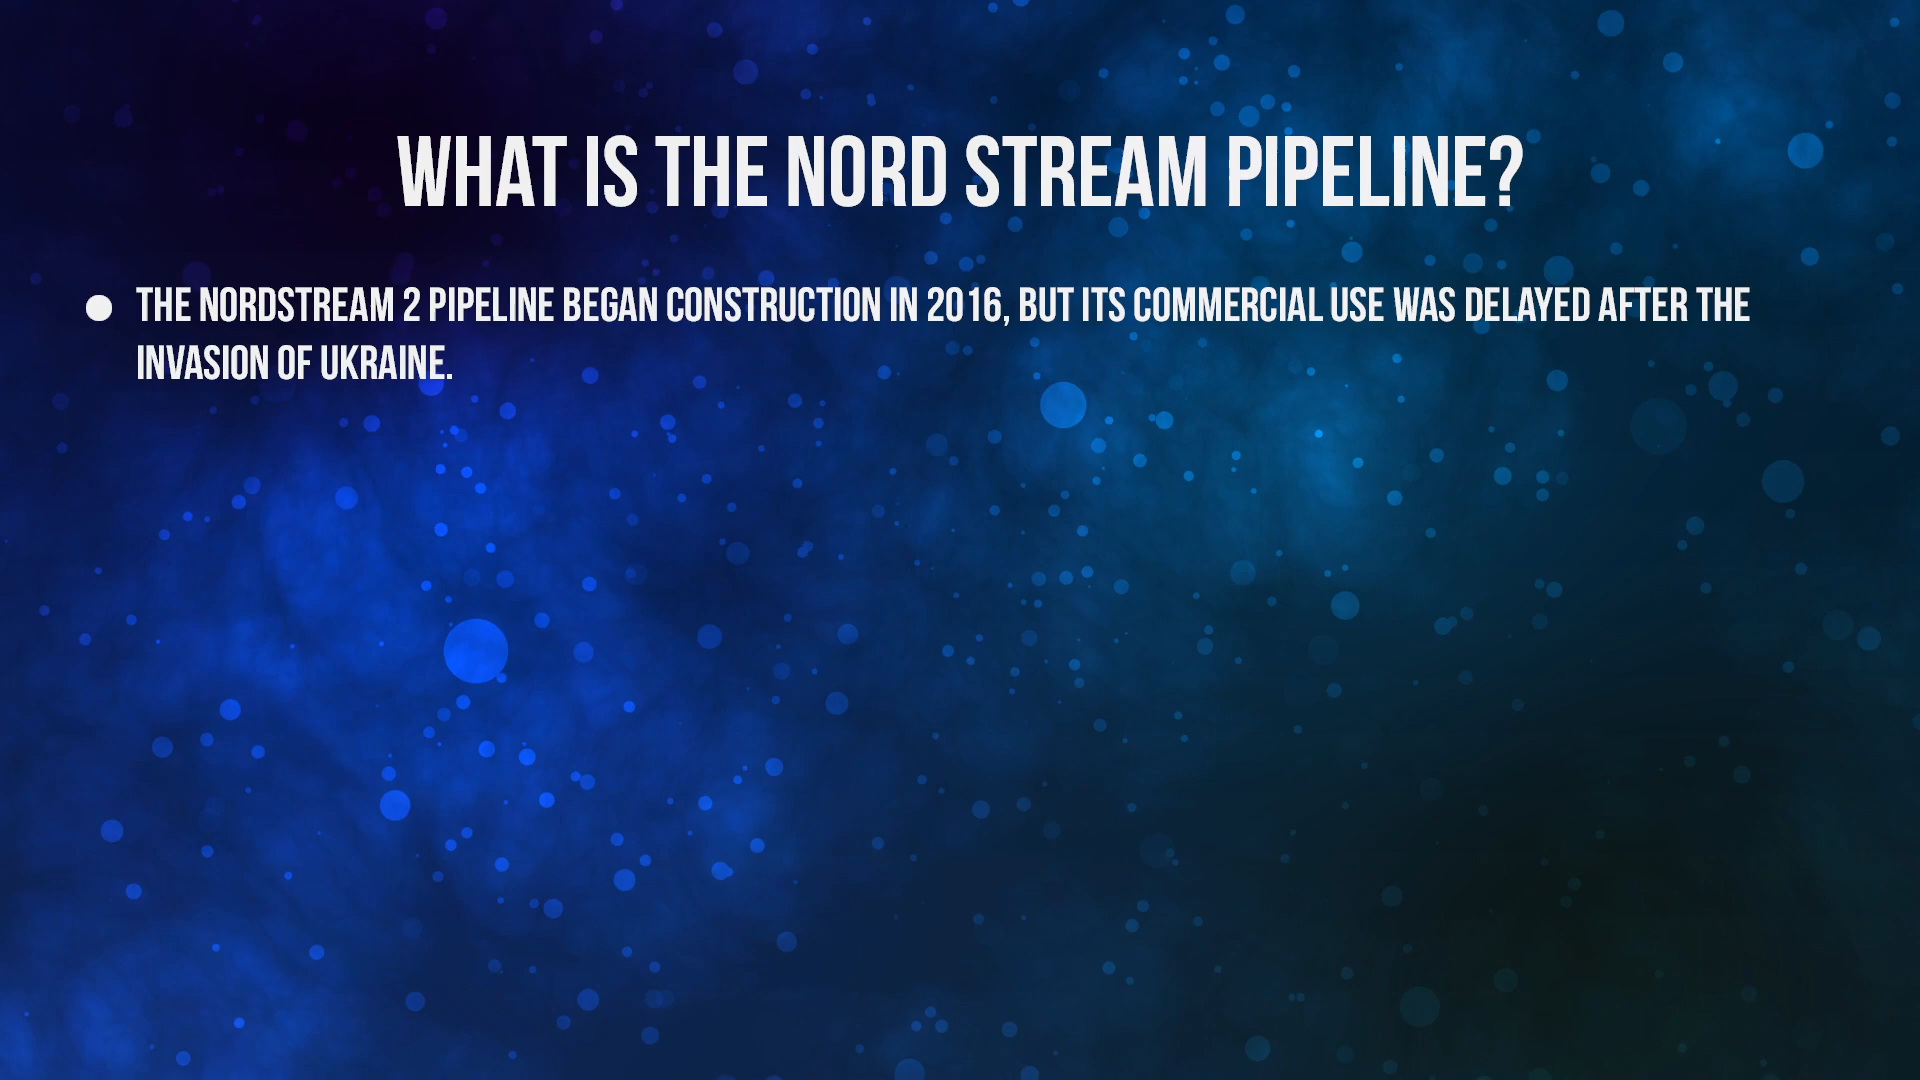 WHAT IS THE NORD STREAM PIPELINE?
● THE NORDSTREAM 2 PIPELINE BEGAN CONSTRUCTION IN 2016, BUT ITS COMMERCIAL USE WAS DELAYED AFTER THE
INVASION OF UKRAINE.